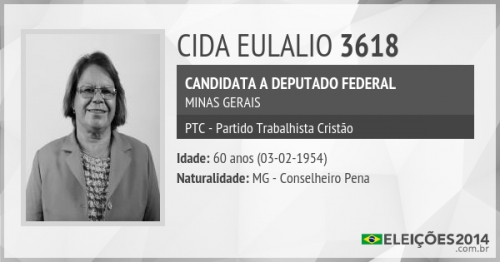 CIDA EULALIO 3618
CANDIDATA A DEPUTADO FEDERAL
MINAS GERAIS
PTC - Partido Trabalhista Cristão
Idade: 60 anos (03-02-1954)
Naturalidade: MG - Conselheiro Pena
ELEIÇÕES2014
.com.br